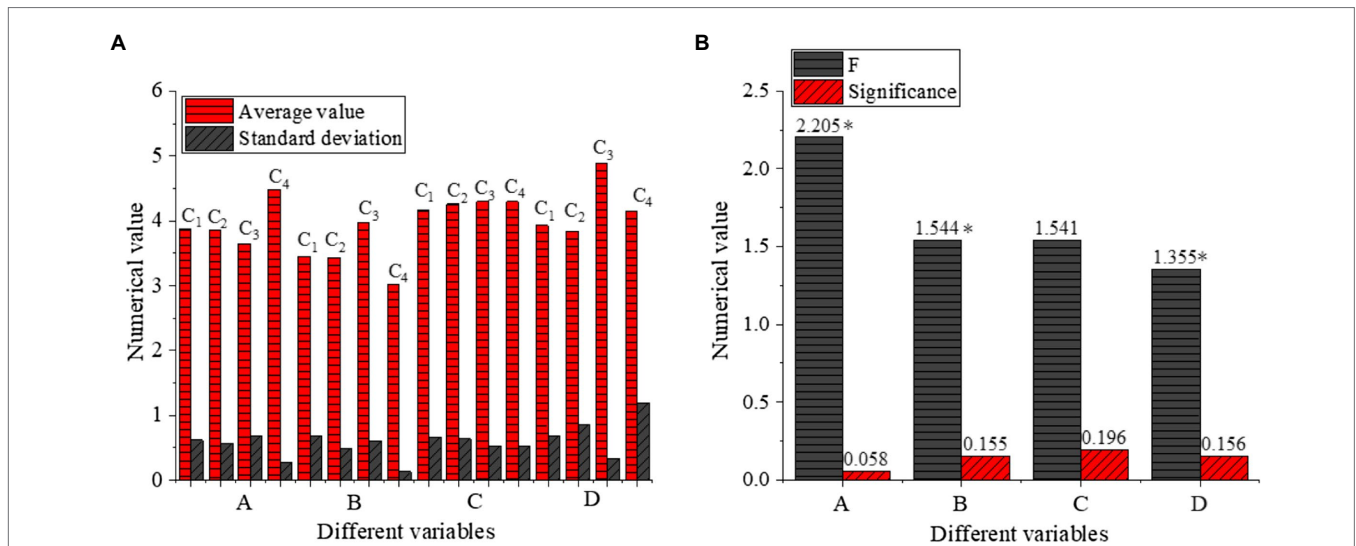 A
Numerical value
6
5
4
3
2
1
0
Average value
Standard deviation
C₁ C₂ C₃ C₄ C₁ C₂ C₃ C₄ C₁ C₂ C₃ C₄ C₁ C₂ C₃ C₄
A B C D
Different variables
B
Numerical value
2.5
2.0
1.5
1.0
0.5
0.0
F
Significance
2.205*
0.058
1.544*
0.155
1.541
0.196
1.355*
0.156
A B C D
Different variables